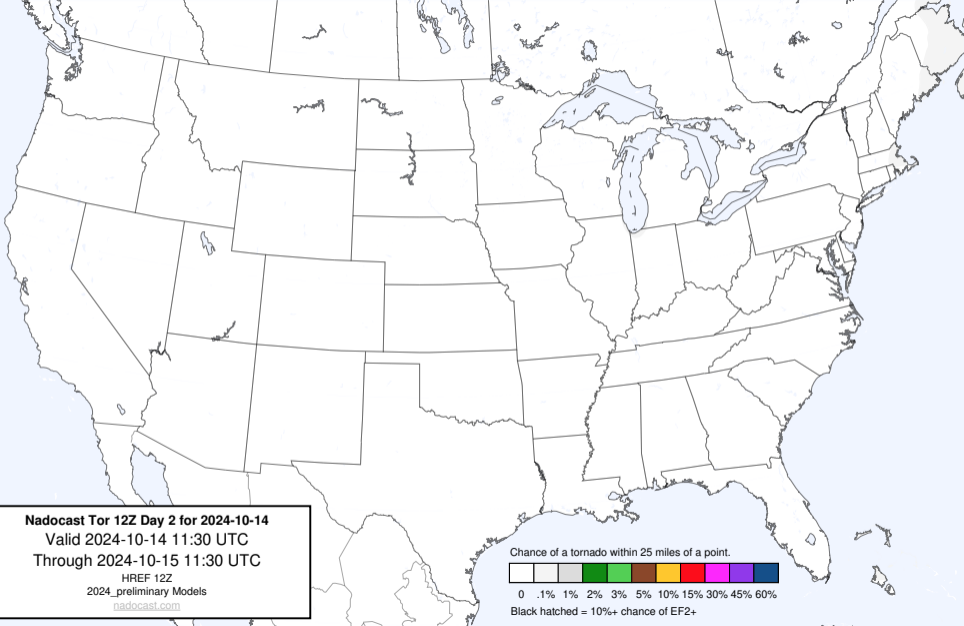 Nadocast Tor 12Z Day 2 for 2024-10-14
Valid 2024-10-14 11:30 UTC
Through 2024-10-15 11:30 UTC
HREF 12Z
2024_preliminary Models
nadocast.com
Chance of a tornado within 25 miles of a point.
0 .1% 1% 2% 3% 5% 10% 15% 30% 45% 60%
Black hatched = 10%+ chance of EF2+